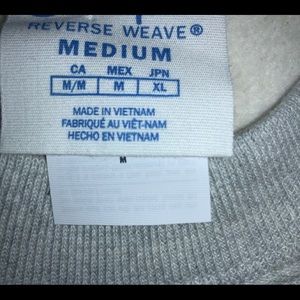 REVERSE WEAVE®
MEDIUM
CA MEX JPN
M/M M XL
MADE IN VIETNAM
FABRIQUÉ AU VIÊT-NAM
HECHO EN VIETNAM
M